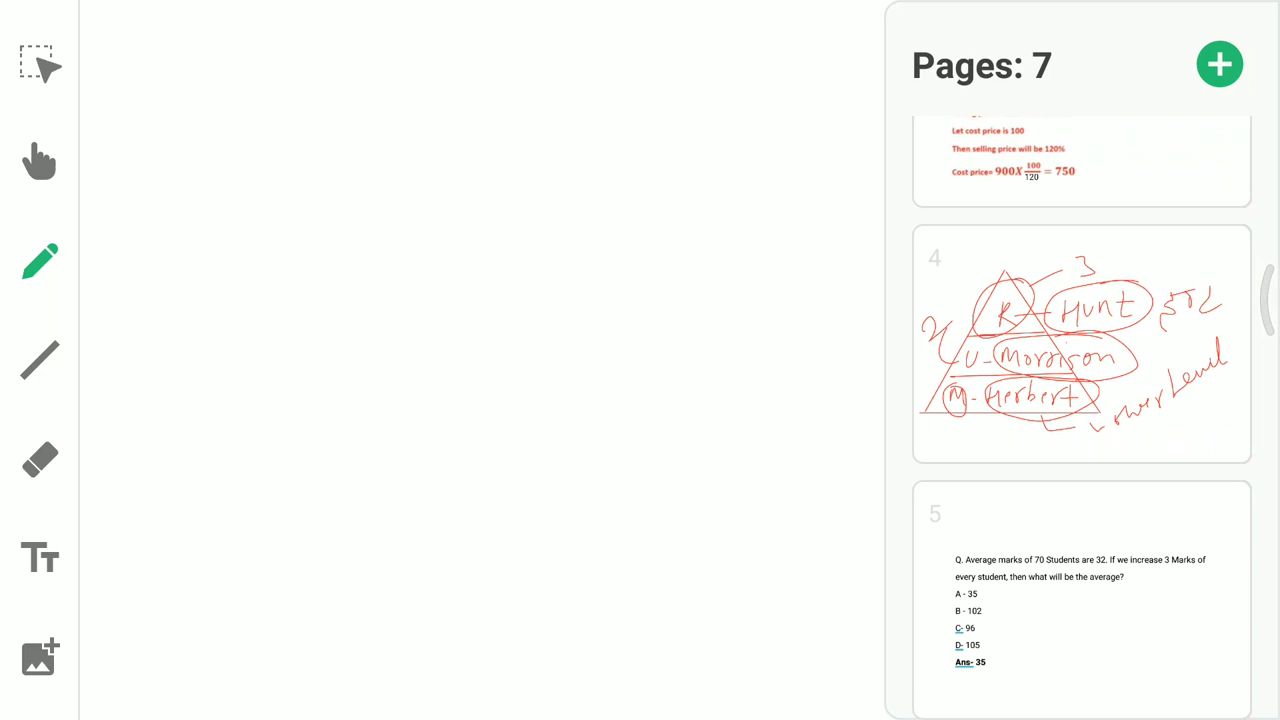 Pages: 7
Let cost price is 100
Then selling price will be 120%
Cost price= 900X 100/120 = 750
4
3
R - Hunt
U - Morrison
M - Herbert
Lower Level
5
Q. Average marks of 70 Students are 32. If we increase 3 Marks of
every student, then what will be the average?
A - 35
B - 102
C- 96
D- 105
Ans- 35
Tт